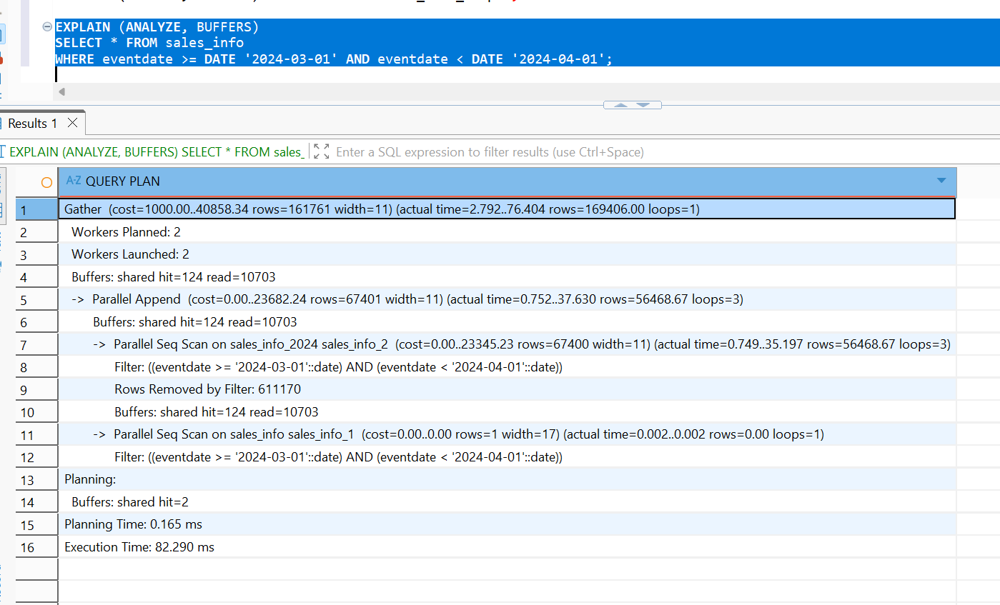 EXPLAIN (ANALYZE, BUFFERS)
SELECT * FROM sales_info
WHERE eventdate >= DATE '2024-03-01' AND eventdate < DATE '2024-04-01';
Results 1
EXPLAIN (ANALYZE, BUFFERS) SELECT * FROM sales_
Enter a SQL expression to filter results (use Ctrl+Space)
A-Z QUERY PLAN
1 Gather (cost=1000.00..40858.34 rows=161761 width=11) (actual time=2.792..76.404 rows=169406.00 loops=1)
2 Workers Planned: 2
3 Workers Launched: 2
4 Buffers: shared hit=124 read=10703
5 -> Parallel Append (cost=0.00..23682.24 rows=67401 width=11) (actual time=0.752..37.630 rows=56468.67 loops=3)
6 Buffers: shared hit=124 read=10703
7 -> Parallel Seq Scan on sales_info_2024 sales_info_2 (cost=0.00..23345.23 rows=67400 width=11) (actual time=0.749..35.197 rows=56468.67 loops=3)
8 Filter: ((eventdate >= '2024-03-01'::date) AND (eventdate < '2024-04-01'::date))
9 Rows Removed by Filter: 611170
10 Buffers: shared hit=124 read=10703
11 -> Parallel Seq Scan on sales_info sales_info_1 (cost=0.00..0.00 rows=1 width=17) (actual time=0.002..0.002 rows=0.00 loops=1)
12 Filter: ((eventdate >= '2024-03-01'::date) AND (eventdate < '2024-04-01'::date))
13 Planning:
14 Buffers: shared hit=2
15 Planning Time: 0.165 ms
16 Execution Time: 82.290 ms